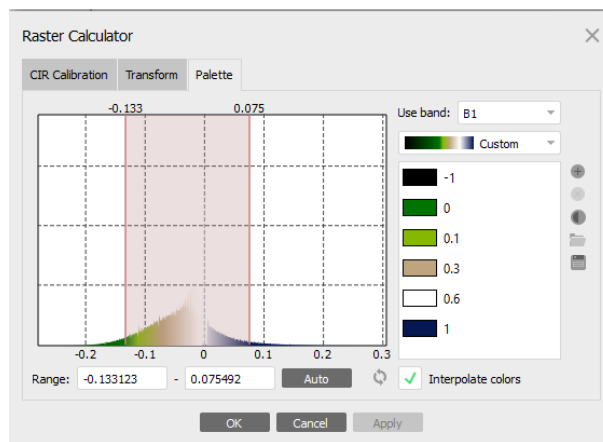 Raster Calculator
CIR Calibration Transform Palette
-0.133 0.075
Use band: B1
Custom
-1
0
0.1
0.3
0.6
1
-0.2 -0.1 0 0.1 0.2 0.3
Range: -0.133123 - 0.075492 Auto Interpolate colors
OK Cancel Apply